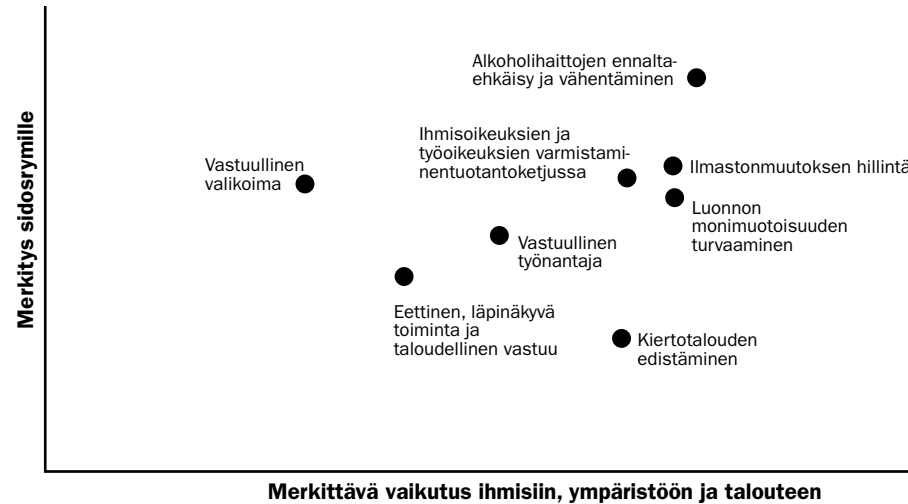 Merkitys sidosrymille
Alkoholihaittojen ennalta-
ehkäisy ja vähentäminen
Ihmisoikeuksien ja
työoikeuksien varmistami-
nentuotantoketjussa
Vastuullinen
valikoima
Ilmastonmuutoksen hillintä
Luonnon
monimuotoisuuden
turvaaminen
Vastuullinen
työnantaja
Eettinen, läpinäkyvä
toiminta ja
taloudellinen vastuu
Kiertotalouden
edistäminen
Merkittävä vaikutus ihmisiin, ympäristöön ja talouteen